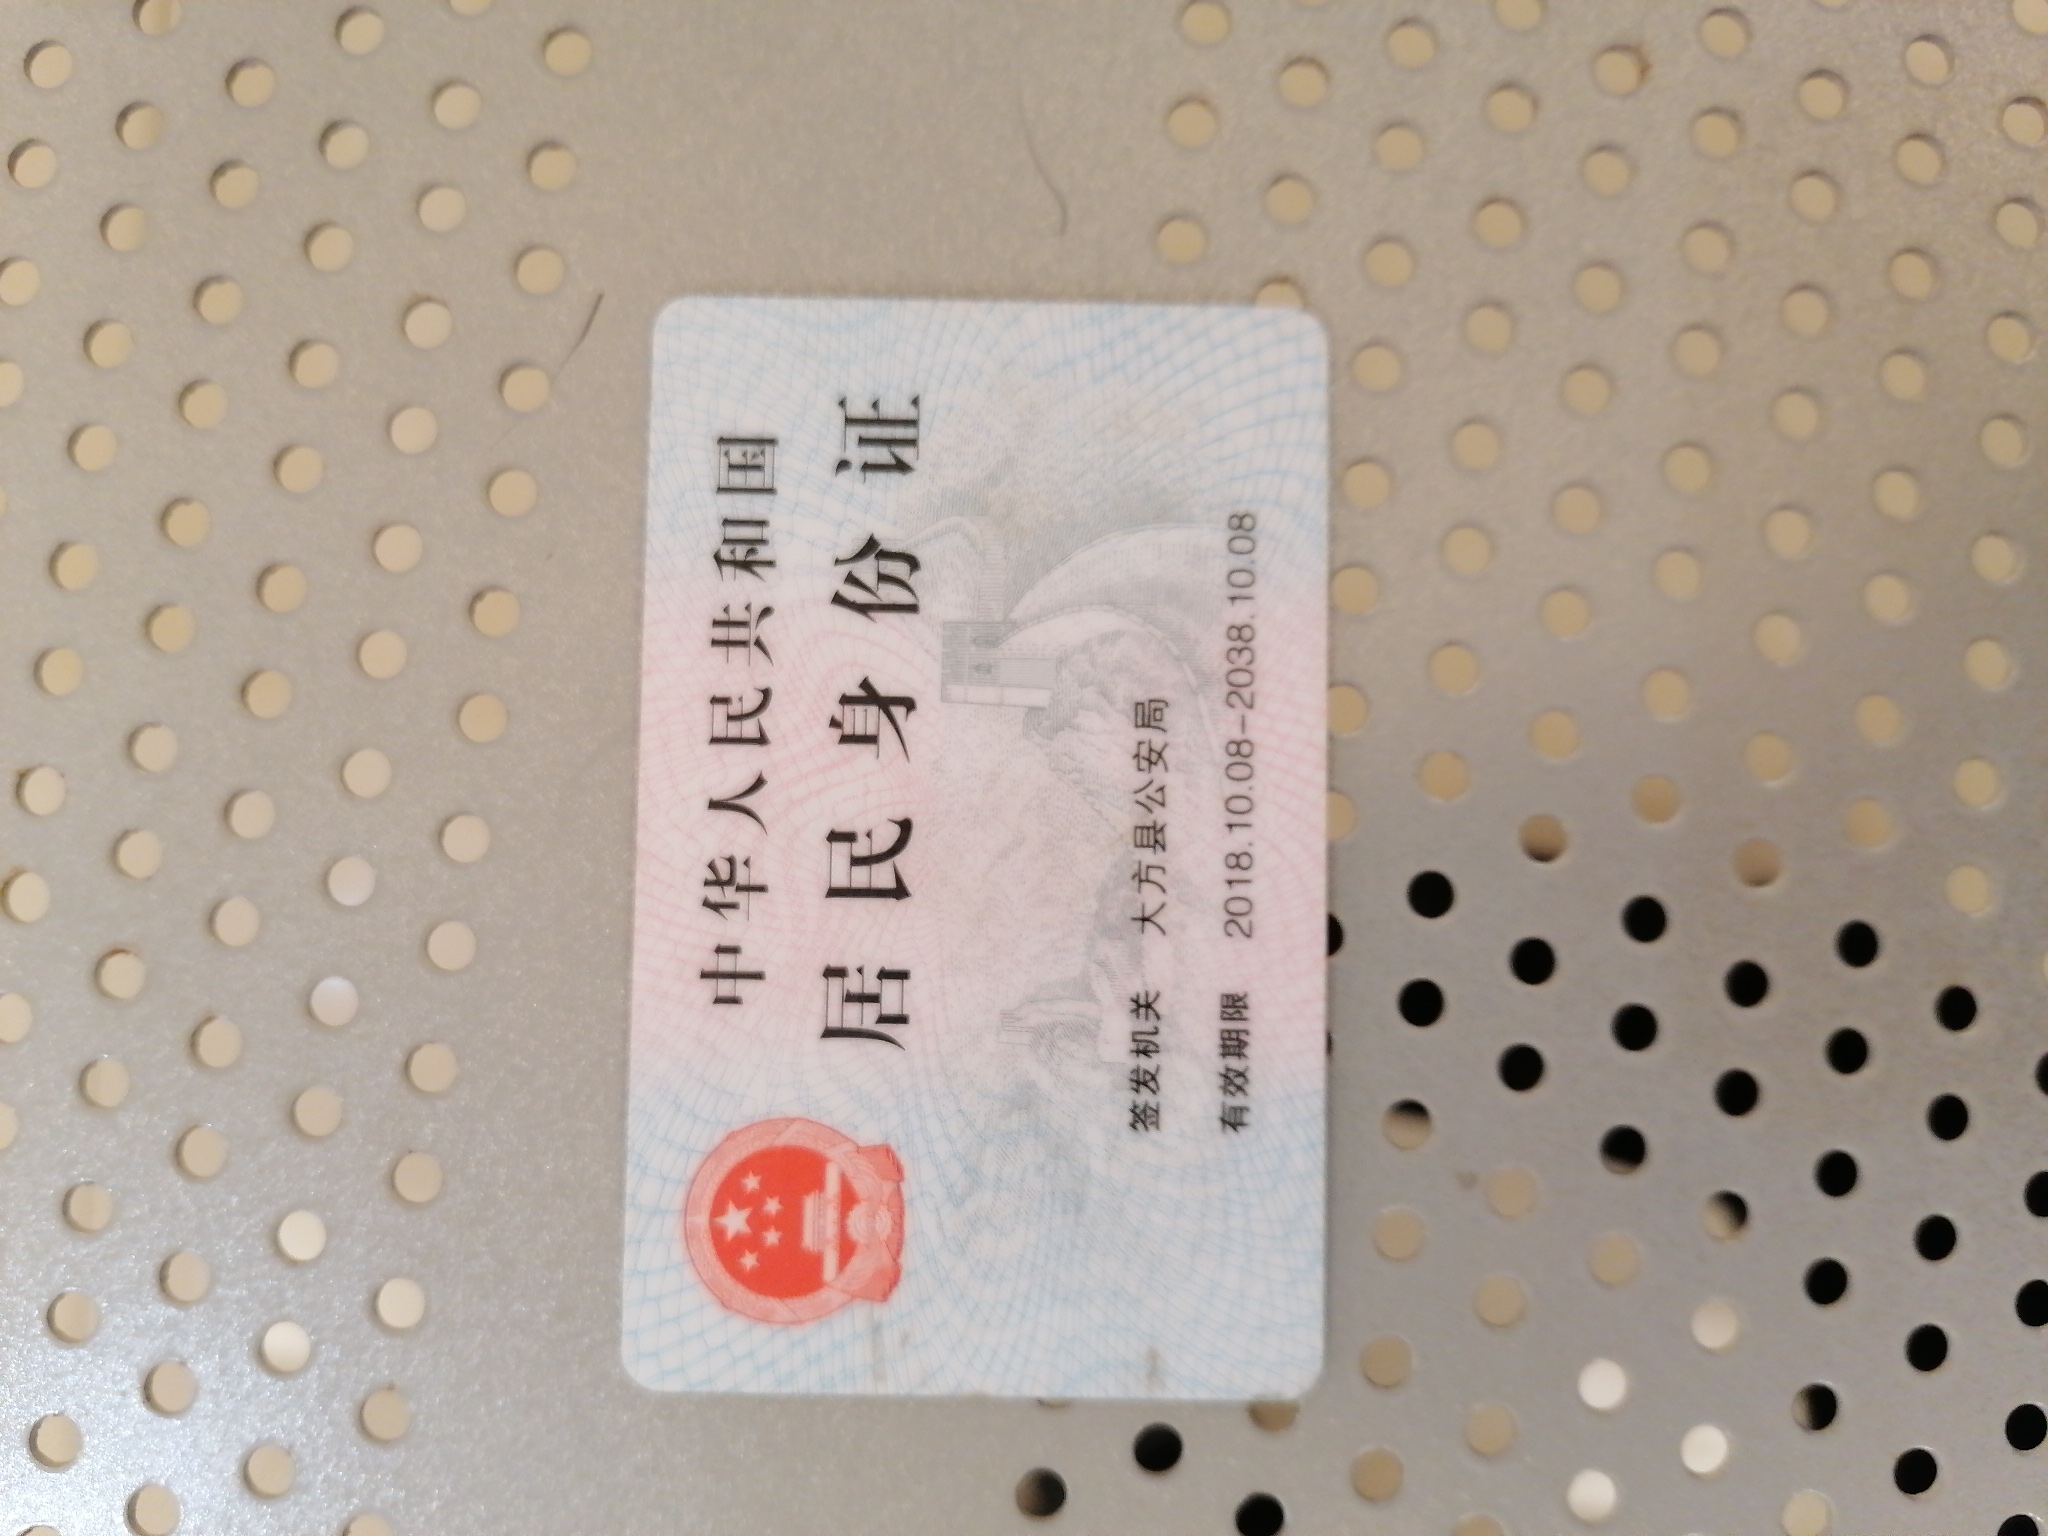 中华人民共和国
居民身份证
签发机关 大方县公安局
有效期限 2018.10.08-2038.10.08